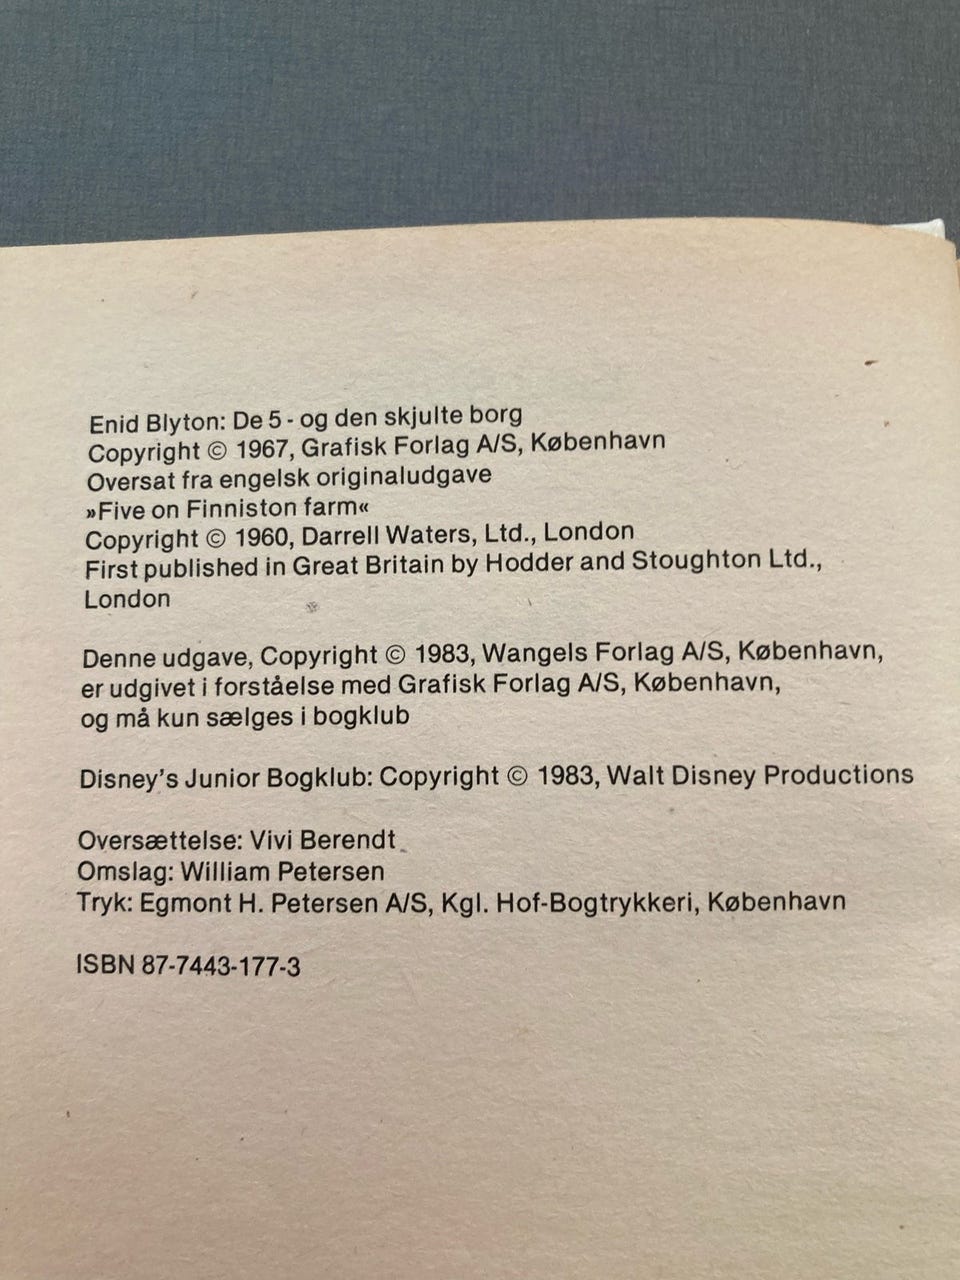 Enid Blyton: De 5 - og den skjulte borg
Copyright © 1967, Grafisk Forlag A/S, København
Oversat fra engelsk originaludgave
»Five on Finniston farm«
Copyright © 1960, Darrell Waters, Ltd., London
First published in Great Britain by Hodder and Stoughton Ltd.,
London
Denne udgave, Copyright © 1983, Wangels Forlag A/S, København,
er udgivet i forståelse med Grafisk Forlag A/S, København,
og må kun sælges i bogklub
Disney's Junior Bogklub: Copyright © 1983, Walt Disney Productions
Oversættelse: Vivi Berendt
Omslag: William Petersen
Tryk: Egmont H. Petersen A/S, Kgl. Hof-Bogtrykkeri, København
ISBN 87-7443-177-3